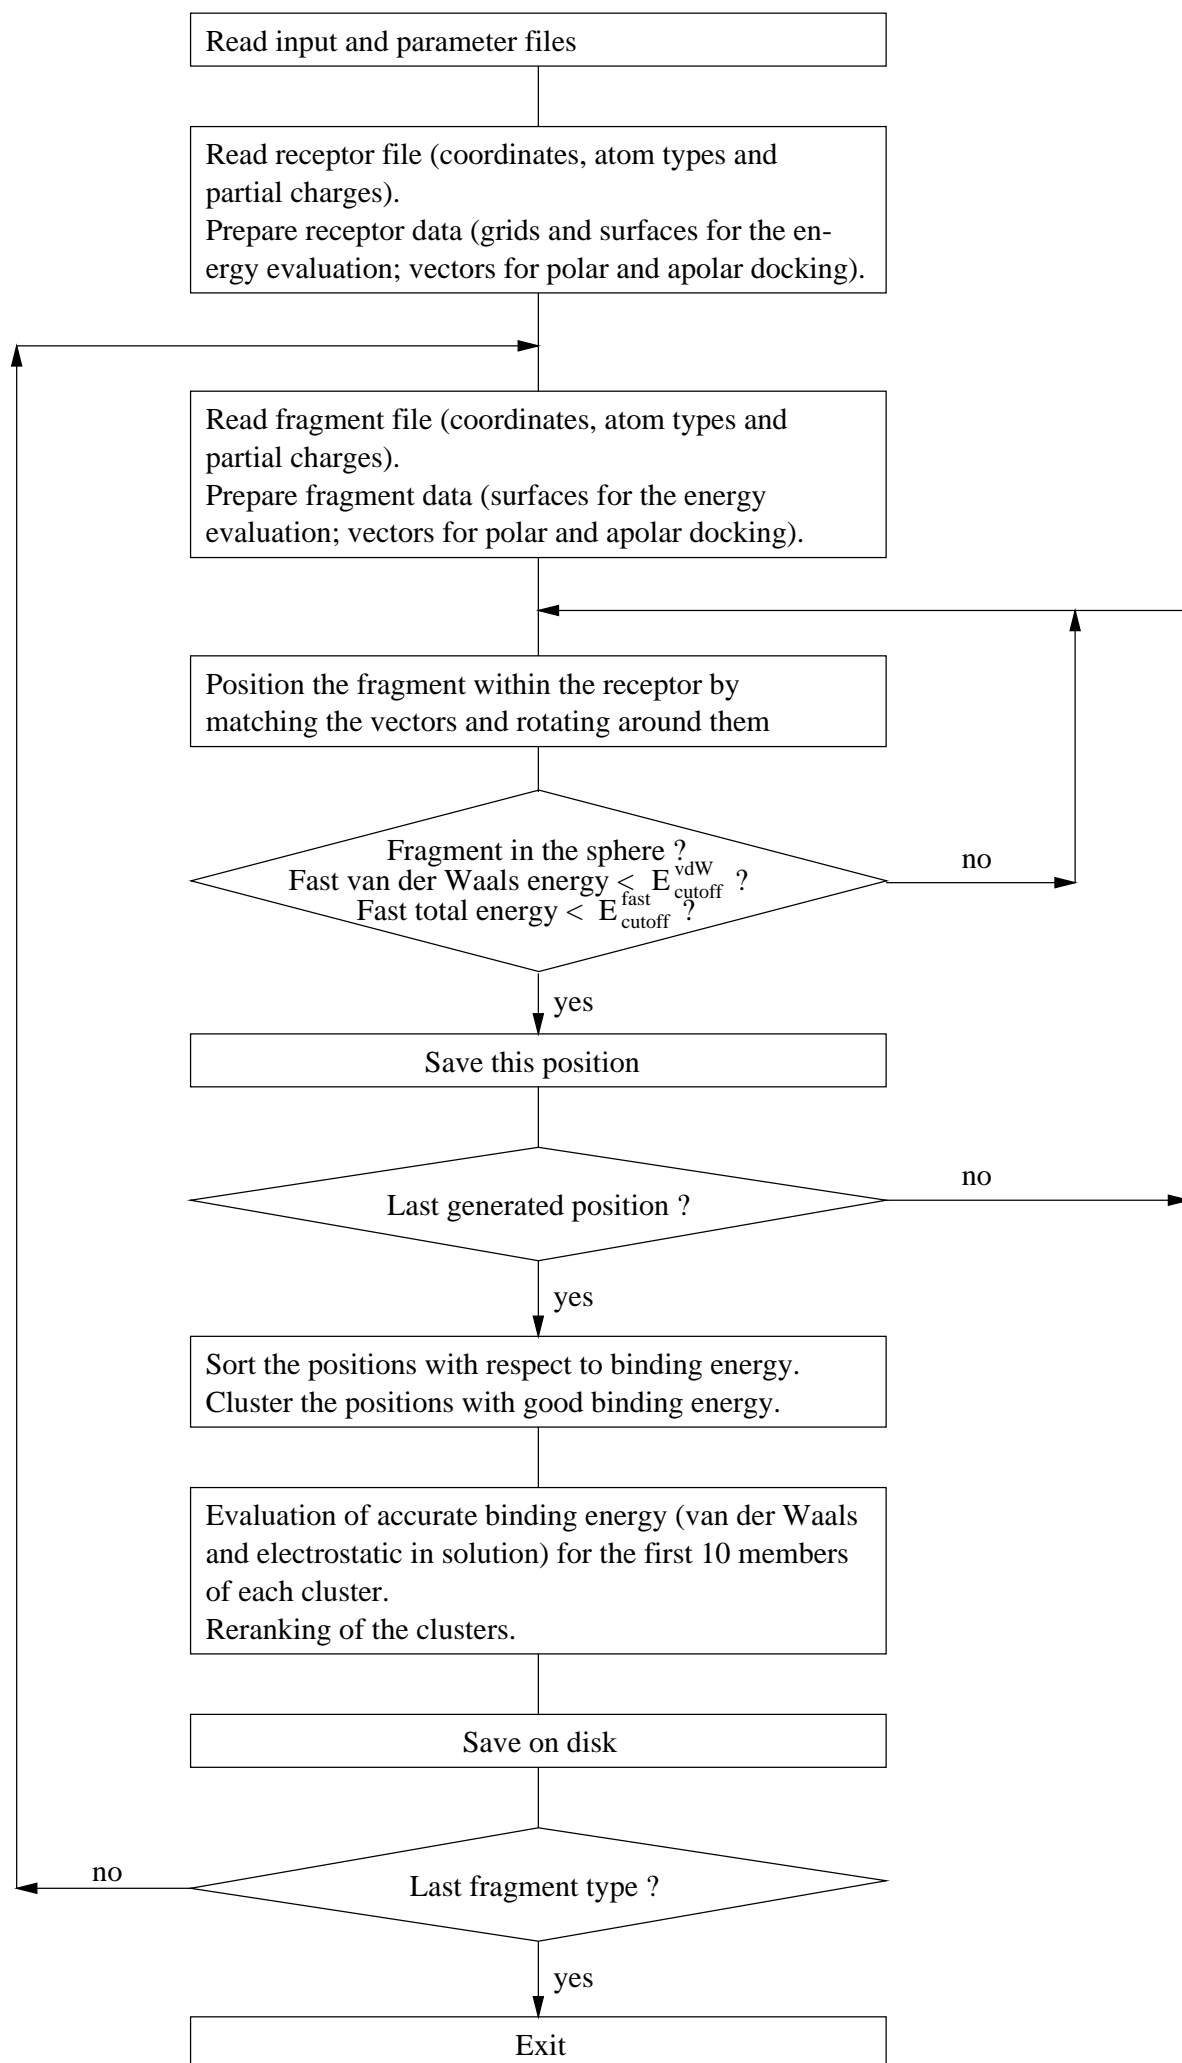 Read input and parameter files
Read receptor file (coordinates, atom types and
partial charges).
Prepare receptor data (grids and surfaces for the en-
ergy evaluation; vectors for polar and apolar docking).
Read fragment file (coordinates, atom types and
partial charges).
Prepare fragment data (surfaces for the energy
evaluation; vectors for polar and apolar docking).
Position the fragment within the receptor by
matching the vectors and rotating around them
Fragment in the sphere ?
Fast van der Waals energy < E vdW cutoff ?
Fast total energy < E fast cutoff ?
no
yes
Save this position
Last generated position ?
no
yes
Sort the positions with respect to binding energy.
Cluster the positions with good binding energy.
Evaluation of accurate binding energy (van der Waals
and electrostatic in solution) for the first 10 members
of each cluster.
Reranking of the clusters.
Save on disk
Last fragment type ?
no
yes
Exit